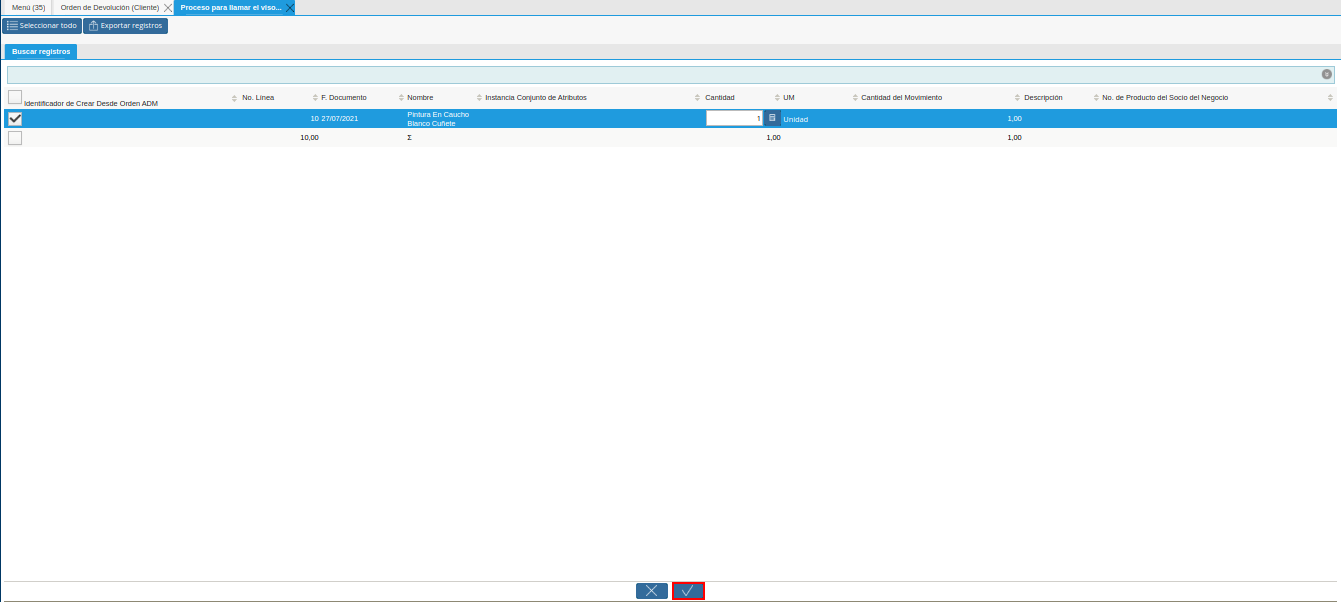 Menú (35) Orden de Devolución (Cliente) Proceso para llamar el viso...
Seleccionar todo Exportar registros
Buscar registros
Identificador de Crear Desde Orden ADM No. Línea F. Documento Nombre Instancia Conjunto de Atributos Cantidad UM Cantidad del Movimiento Descripción No. de Producto del Socio del Negocio
10 27/07/2021 Pintura En Caucho 1 Unidad 1,00
Blanco Cuñete
10,00 Σ 1,00 1,00